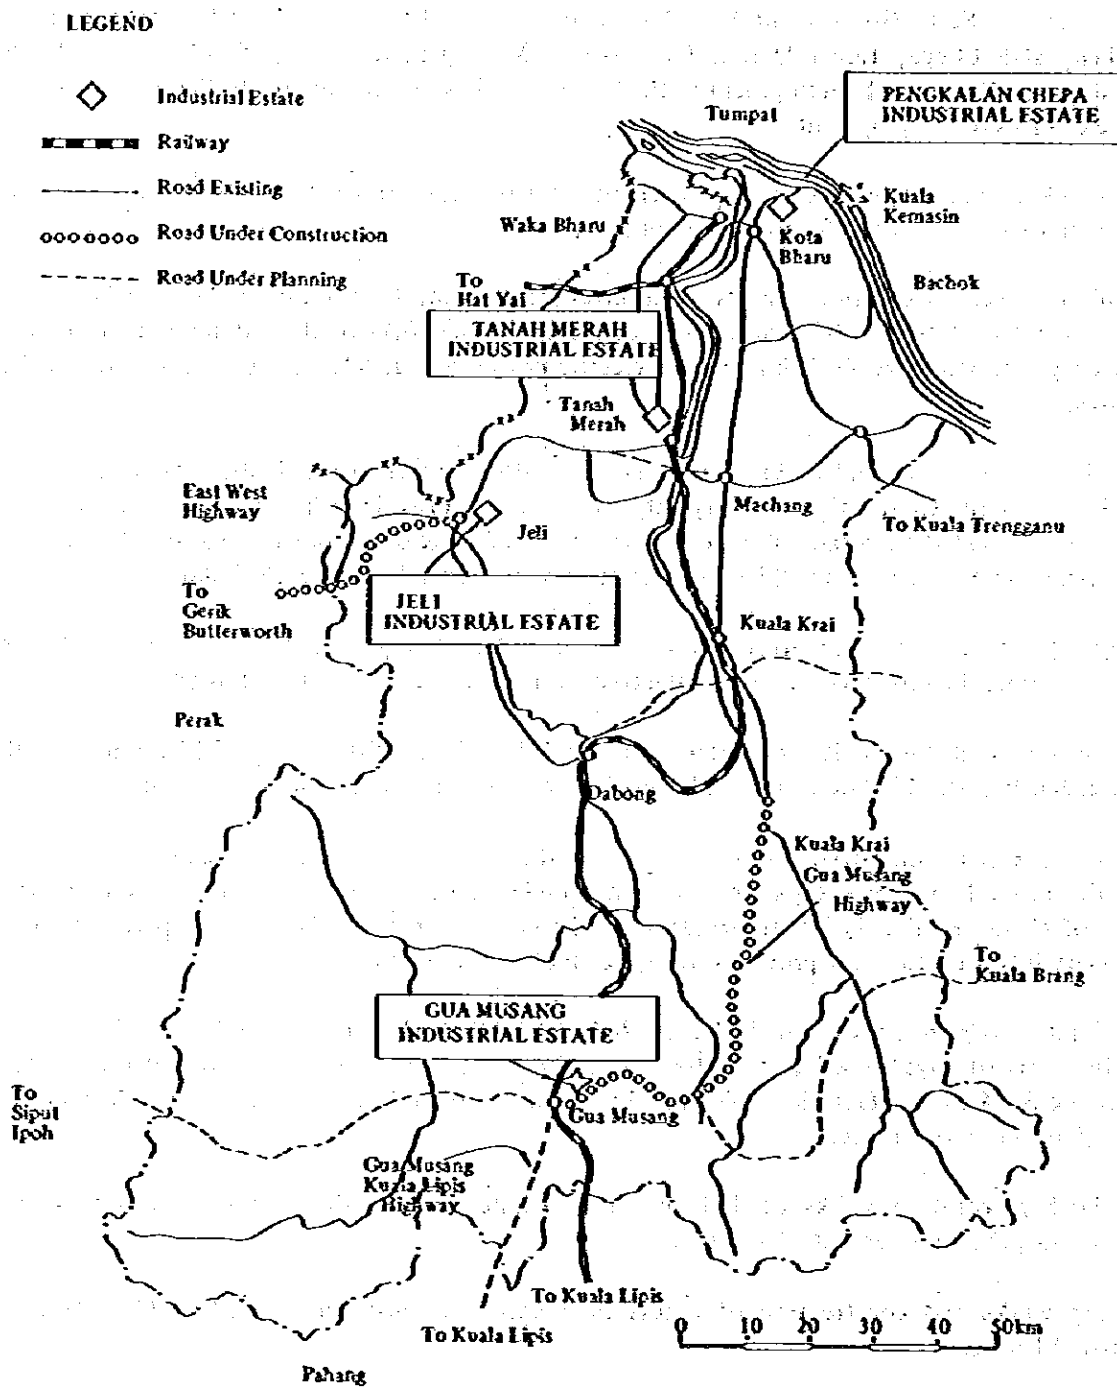 LEGEND
Industrial Estate
Railway
Road Existing
Road Under Construction
Road Under Planning
PENGKALAN CHEPA
INDUSTRIAL ESTATE
Tumpat
Kuala
Kemasin
Waka Bharu
Kota
Bharu
Bachok
To
Hat Yai
TANAH MERAH
INDUSTRIAL ESTATE
Tanah
Merah
East West
Highway
Machang
To Kuala Trengganu
Jeli
To
Gerik
Butterworth
JELI
INDUSTRIAL ESTATE
Kuala Krai
Perak
Dabong
Kuala Krai
Gua Musang
Highway
To
Kuala Brang
GUA MUSANG
INDUSTRIAL ESTATE
To
Siput
Ipoh
Gua Musang
Gua Musang
Kuala Lipis
Highway
To Kuala Lipis
To Kuala Lipis
0 10 20 30 40 50km
Pahang